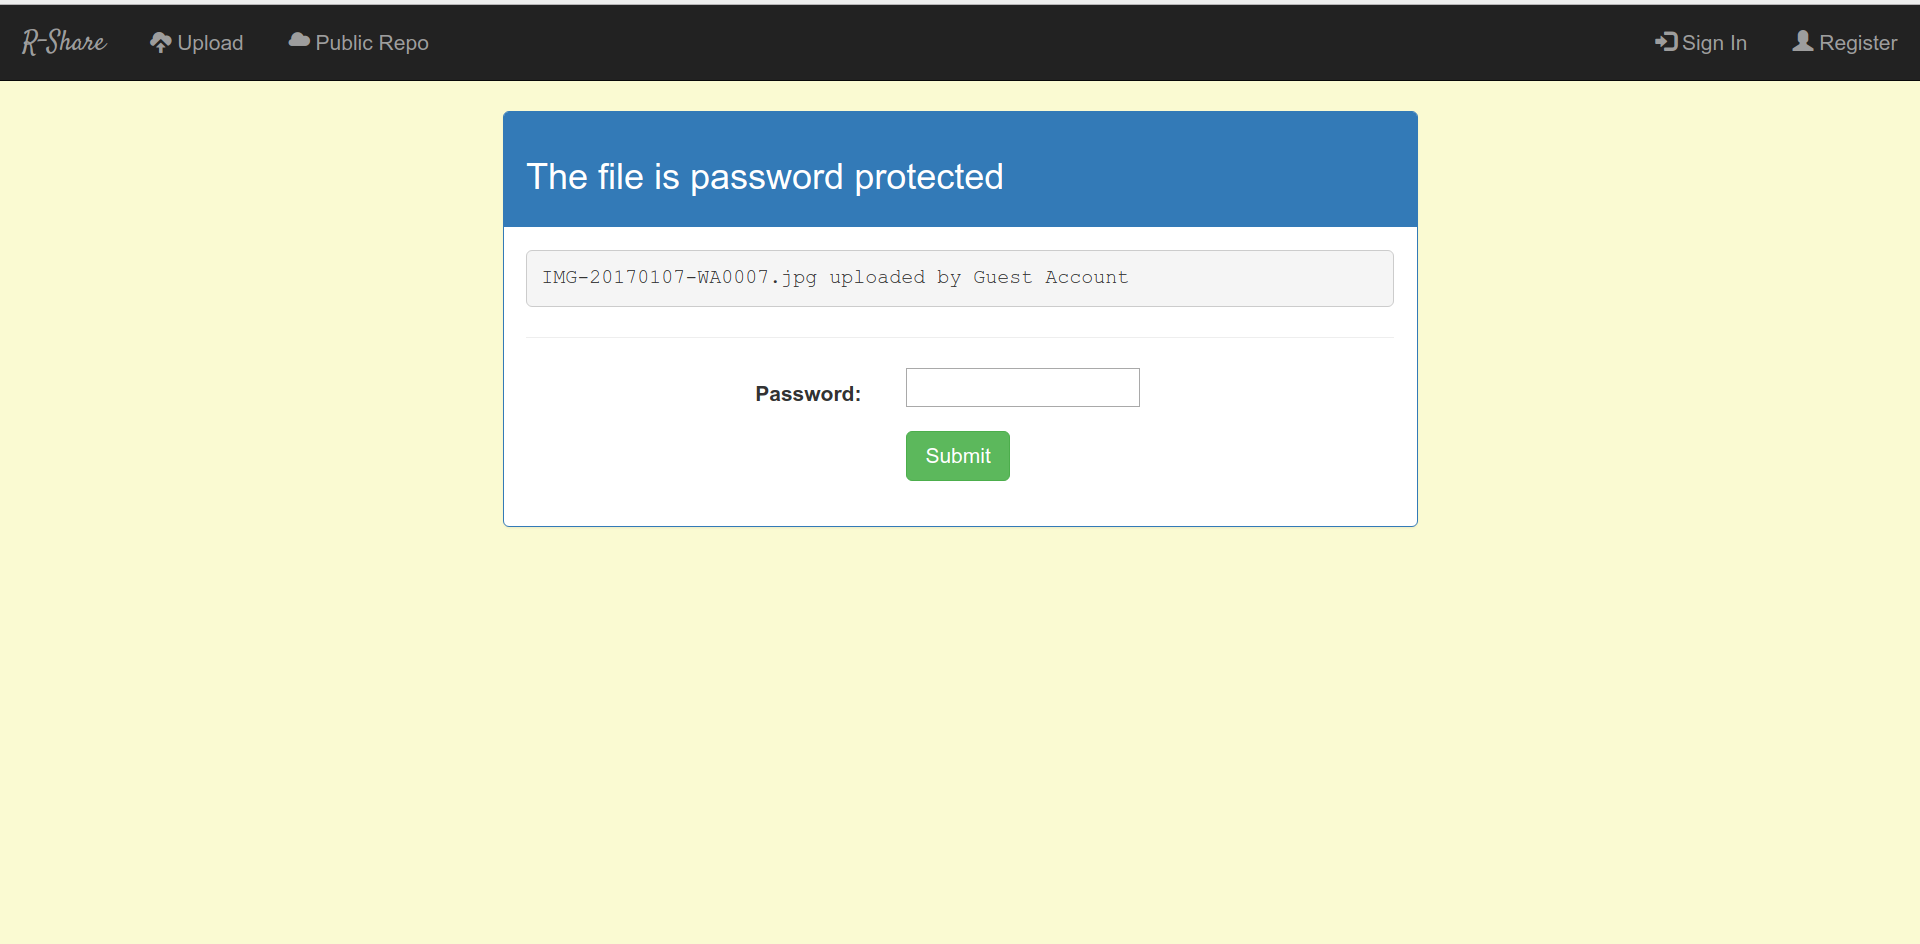 R-Share Upload Public Repo Sign In Register
The file is password protected
IMG-20170107-WA0007.jpg uploaded by Guest Account
Password:
Submit